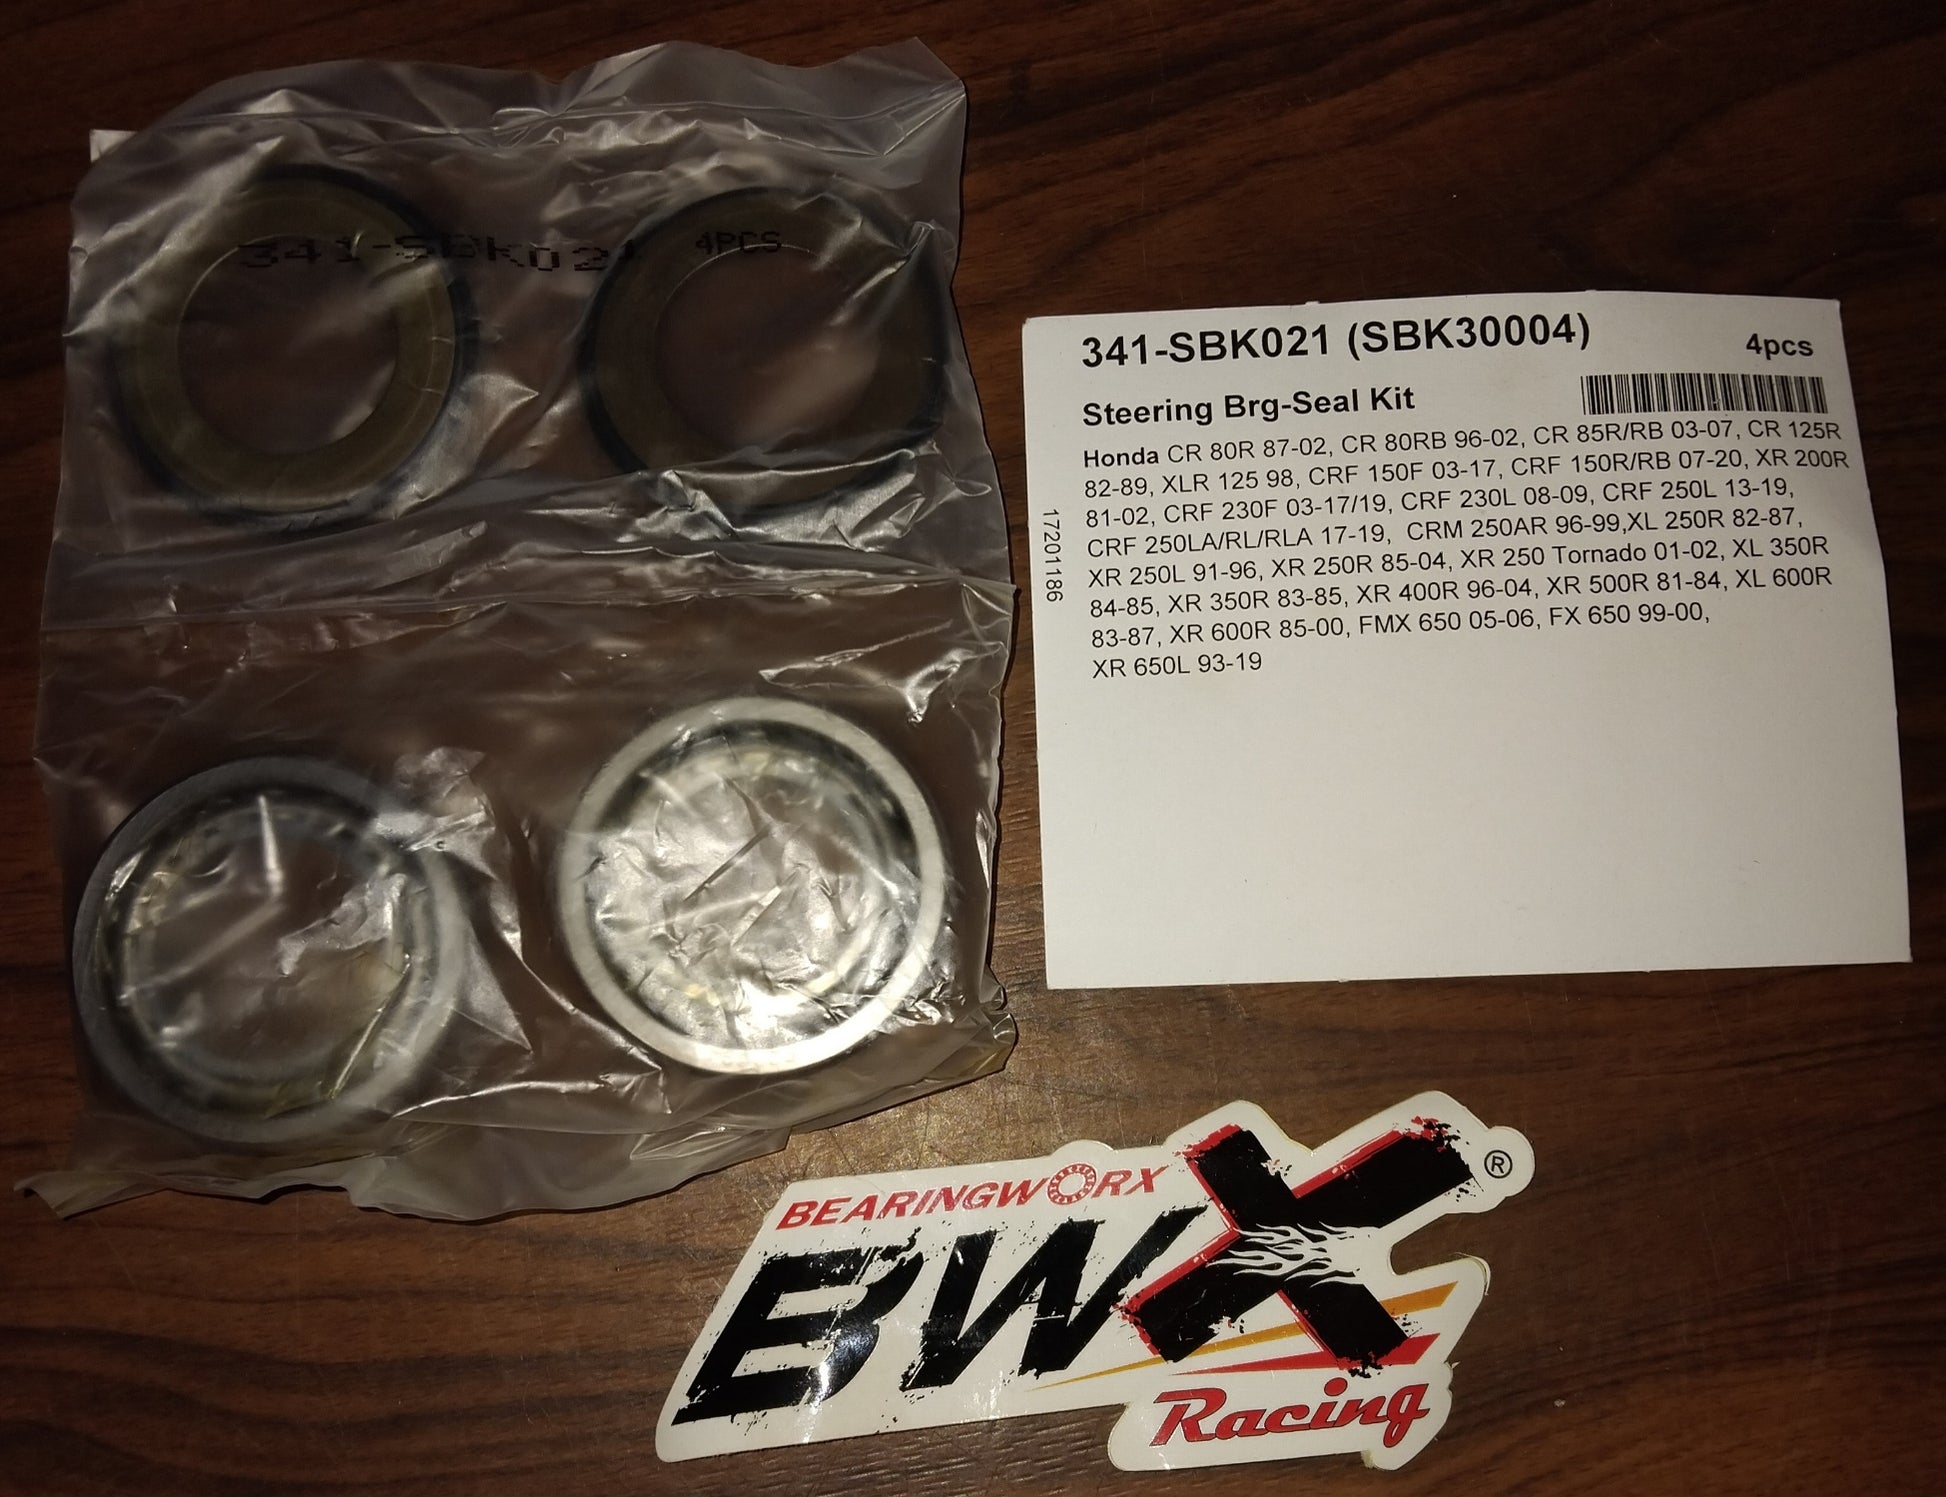 341-SBK021 4PCS
341-SBK021 (SBK30004)
4pcs
Steering Brg-Seal Kit
Honda CR 80R 87-02, CR 80RB 96-02, CR 85R/RB 03-07, CR 125R
82-89, XLR 125 98, CRF 150F 03-17, CRF 150R/RB 07-20, XR 200R
81-02, CRF 230F 03-17/19, CRF 230L 08-09, CRF 250L 13-19,
CRF 250LA/RL/RLA 17-19, CRM 250AR 96-99,XL 250R 82-87,
XR 250L 91-96, XR 250R 85-04, XR 250 Tornado 01-02, XL 350R
84-85, XR 350R 83-85, XR 400R 96-04, XR 500R 81-84, XL 600R
83-87, XR 600R 85-00, FMX 650 05-06, FX 650 99-00,
XR 650L 93-19
17201186
BEARINGWORX
BWX ®
Racing